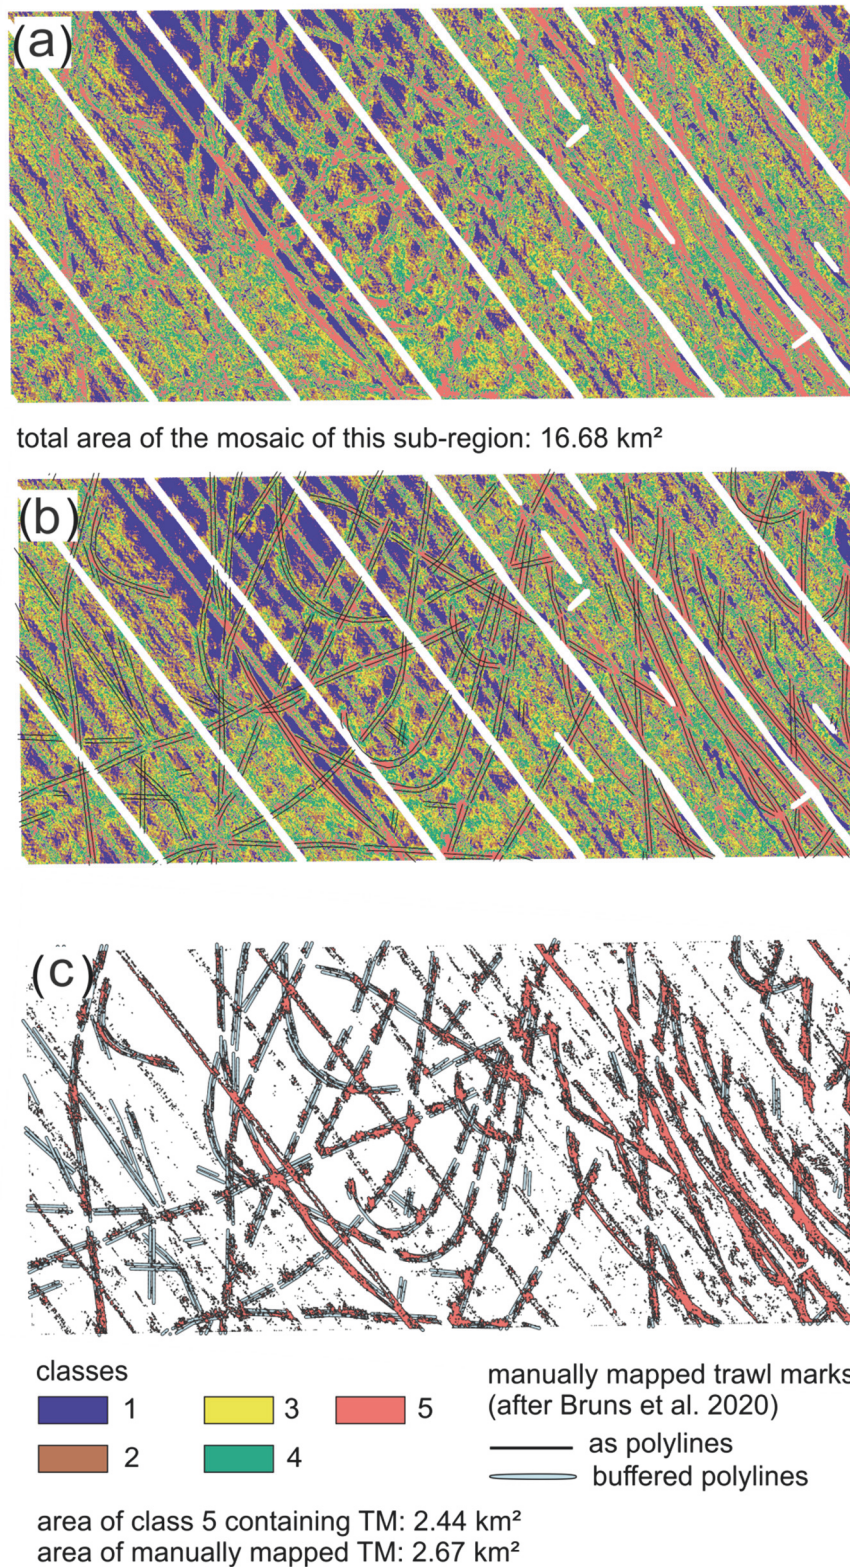 (a)
total area of the mosaic of this sub-region: 16.68 km²
(b)
(c)
classes
1
3
5
2
4
manually mapped trawl marks
(after Bruns et al. 2020)
as polylines
buffered polylines
area of class 5 containing TM: 2.44 km²
area of manually mapped TM: 2.67 km²